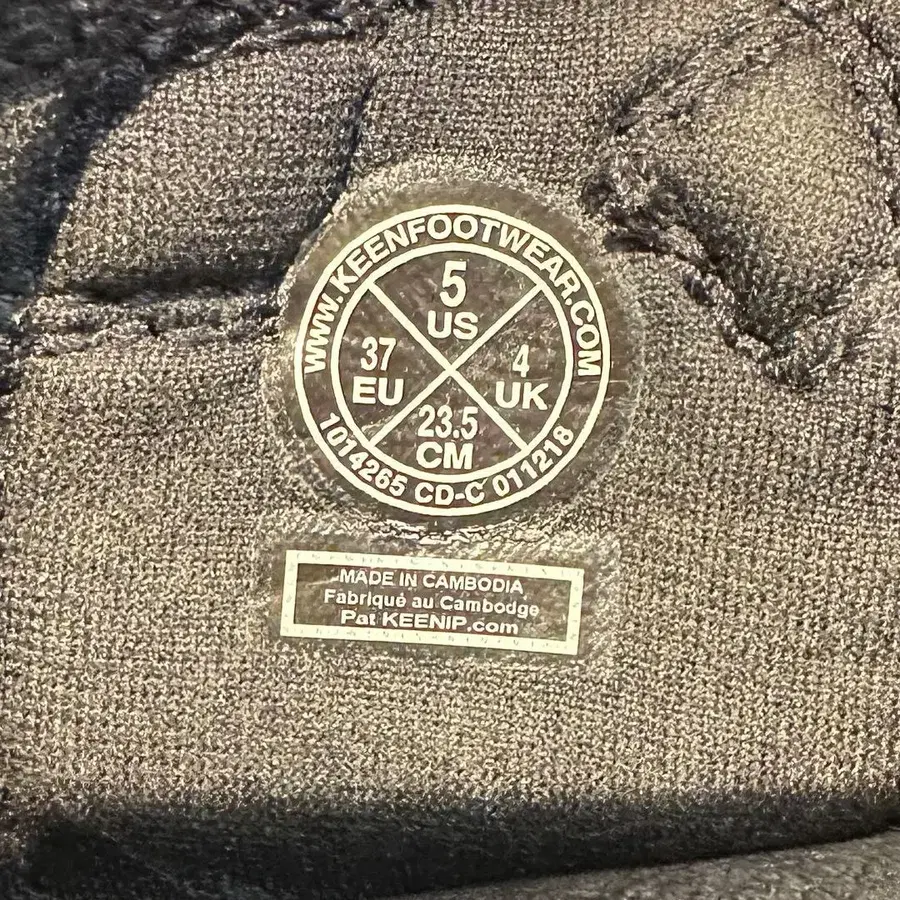 WWW.KEENFOOTWEAR.COM
5
US
37
EU
4
UK
23.5
CM
1014265 CD-C 011218
MADE IN CAMBODIA
Fabriqué au Cambodge
Pat KEENIP.com